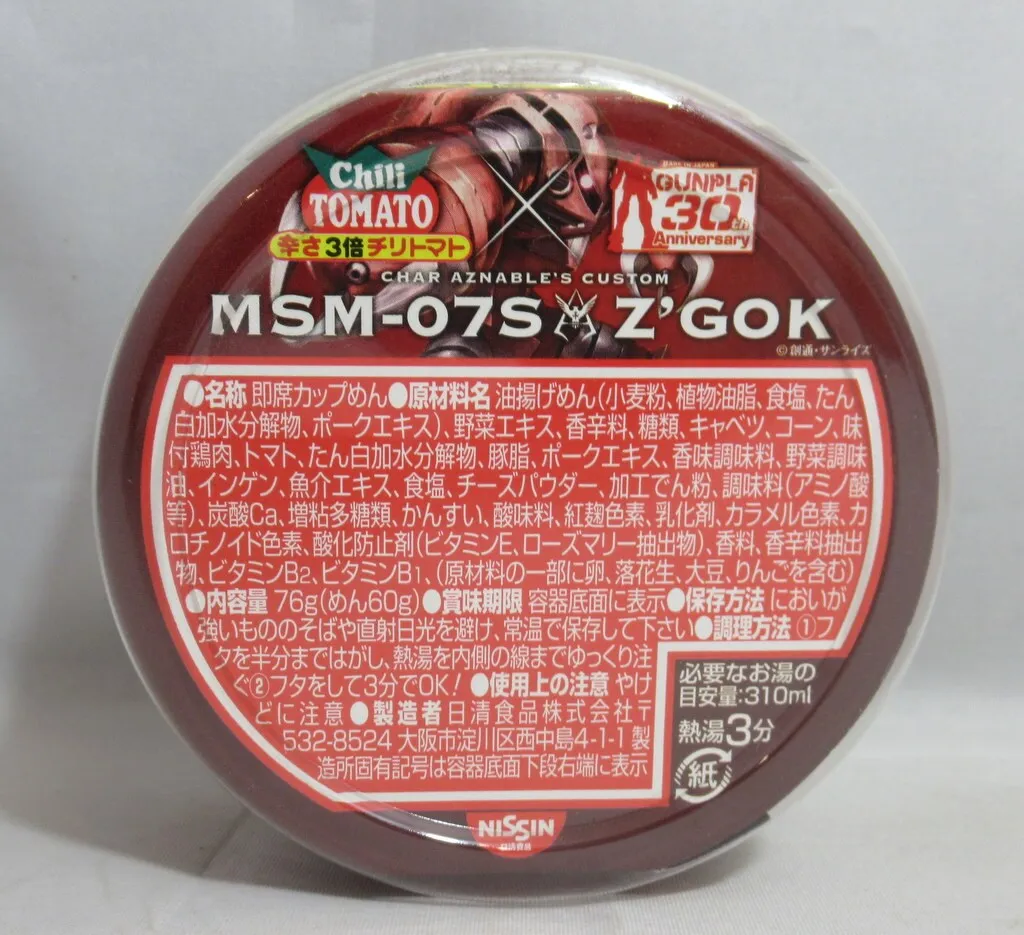 Chili
TOMATO
辛さ3倍チリトマト
MADE IN JAPAN
GUNPLA
30th
Anniversary
CHAR AZNABLE'S CUSTOM
MSM-07S Z'GOK
©創通・サンライズ
●名称 即席カップめん●原材料名 油揚げめん(小麦粉、植物油脂、食塩、たん
白加水分解物、ポークエキス)、野菜エキス、香辛料、糖類、キャベツ、コーン、味
付鶏肉、トマト、たん白加水分解物、豚脂、ポークエキス、香味調味料、野菜調味
油、インゲン、魚介エキス、食塩、チーズパウダー、加工でん粉、調味料(アミノ酸
等)、炭酸Ca、増粘多糖類、かんすい、酸味料、紅麹色素、乳化剤、カラメル色素、カ
ロチノイド色素、酸化防止剤(ビタミンE、ローズマリー抽出物)、香料、香辛料抽出
物、ビタミンB2、ビタミンB1、(原材料の一部に卵、落花生、大豆、りんごを含む)
●内容量 76g(めん60g)●賞味期限 容器底面に表示●保存方法 においが
強いもののそばや直射日光を避け、常温で保存して下さい●調理方法 ①フ
タを半分まではがし、熱湯を内側の線までゆっくり注
ぐ②フタをして3分でOK!●使用上の注意 やけ
どに注意●製造者 日清食品株式会社〒
532-8524 大阪市淀川区西中島4-1-1 製
造所固有記号は容器底面下段右端に表示
必要なお湯の
目安量:310ml
熱湯3分
紙
NISSIN
日清食品